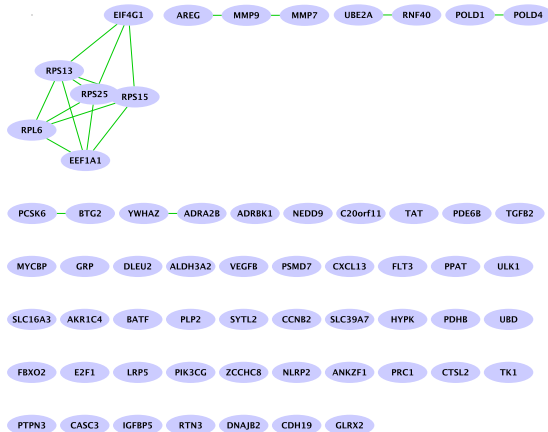 EIF4G1 AREG MMP9 MMP7 UBE2A RNF40 POLD1 POLD4
RPS13
RPS25 RPS15
RPL6
EEF1A1
PCSK6 BTG2 YWHAZ ADRA2B ADRBK1 NEDD9 C20orf11 TAT PDE6B TGFB2
MYCBP GRP DLEU2 ALDH3A2 VEGFB PSMD7 CXCL13 FLT3 PPAT ULK1
SLC16A3 AKR1C4 BATF PLP2 SYTL2 CCNB2 SLC39A7 HYPK PDHB UBD
FBXO2 E2F1 LRP5 PIK3CG ZCCHC8 NLRP2 ANKZF1 PRC1 CTSL2 TK1
PTPN3 CASC3 IGFBP5 RTN3 DNAJB2 CDH19 GLRX2